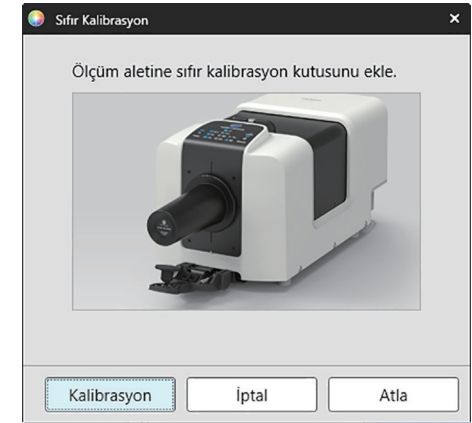 Sıfır Kalibrasyon
Ölçüm aletine sıfır kalibrasyon kutusunu ekle.
Kalibrasyon
İptal
Atla